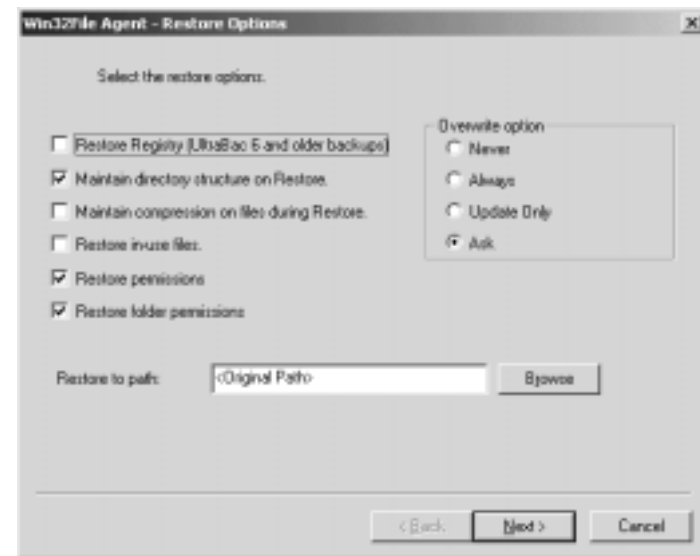 Win32File Agent - Restore Options
Select the restore options.
Restore Registry (UltraBac 6 and older backups)
Maintain directory structure on Restore.
Maintain compression on files during Restore.
Restore in-use files.
Restore permissions
Restore folder permissions
Overwrite option
Never
Always
Update Only
Ask
Restore to path:
<Original Path>
Browse
< Back
Next >
Cancel